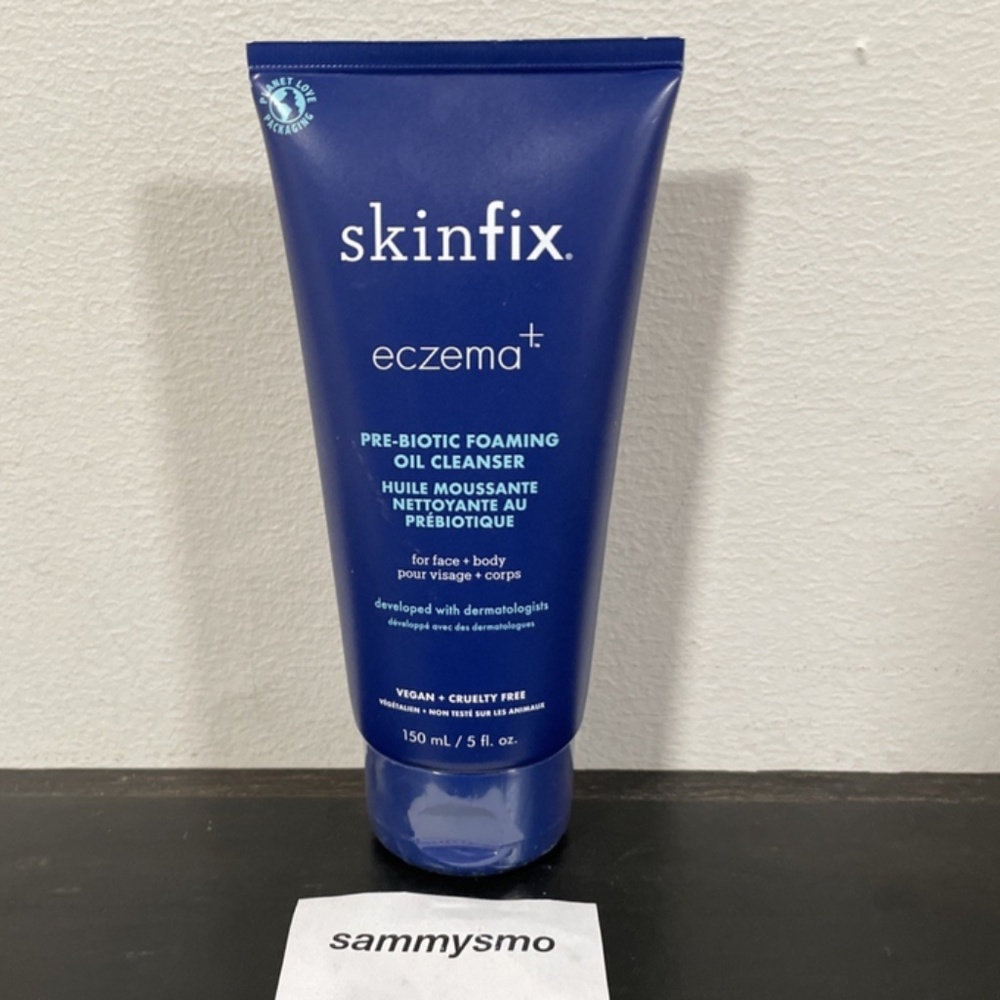 PLANET LOVE
PACKAGING
skinfix®
eczema+™
PRE-BIOTIC FOAMING
OIL CLEANSER
HUILE MOUSSANTE
NETTOYANTE AU
PRÉBIOTIQUE
for face + body
pour visage + corps
developed with dermatologists
développé avec des dermatologues
VEGAN + CRUELTY FREE
VÉGÉTALIEN + NON TESTÉ SUR LES ANIMAUX
150 mL / 5 fl. oz.
sammysmo